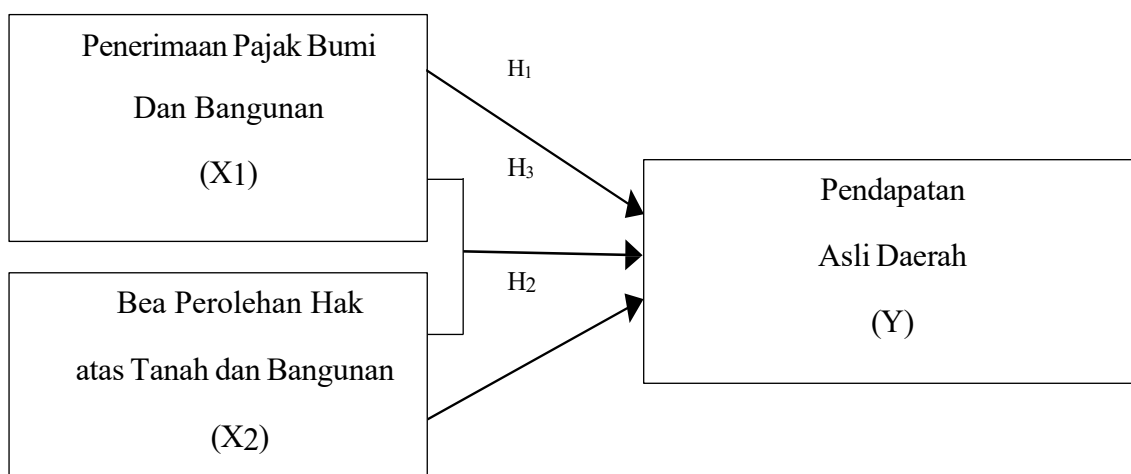 Penerimaan Pajak Bumi
Dan Bangunan
(X1)
H₁
H₃
Pendapatan
Asli Daerah
(Y)
H₂
Bea Perolehan Hak
atas Tanah dan Bangunan
(X2)